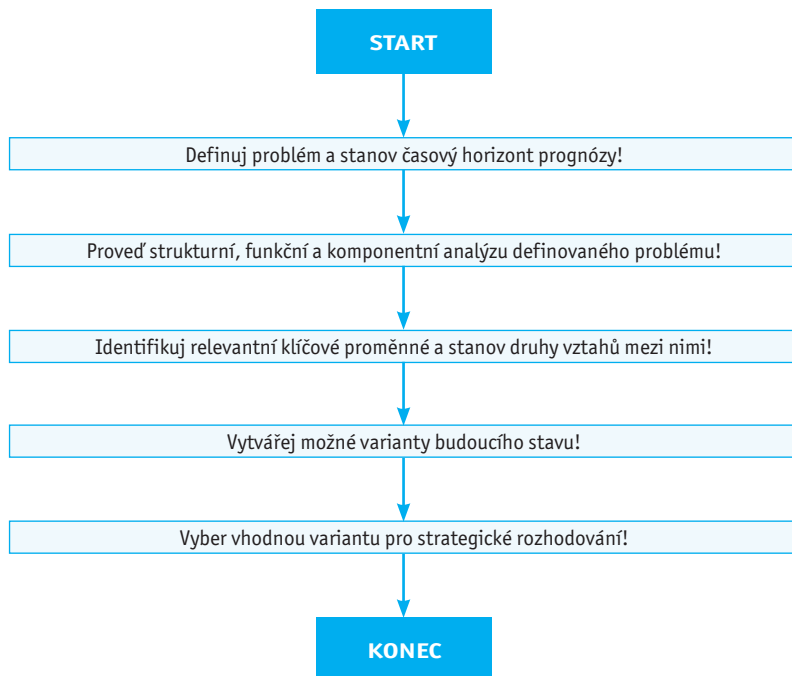 START
Definuj problém a stanov časový horizont prognózy!
Proveď strukturní, funkční a komponentní analýzu definovaného problému!
Identifikuj relevantní klíčové proměnné a stanov druhy vztahů mezi nimi!
Vytvářej možné varianty budoucího stavu!
Vyber vhodnou variantu pro strategické rozhodování!
KONEC